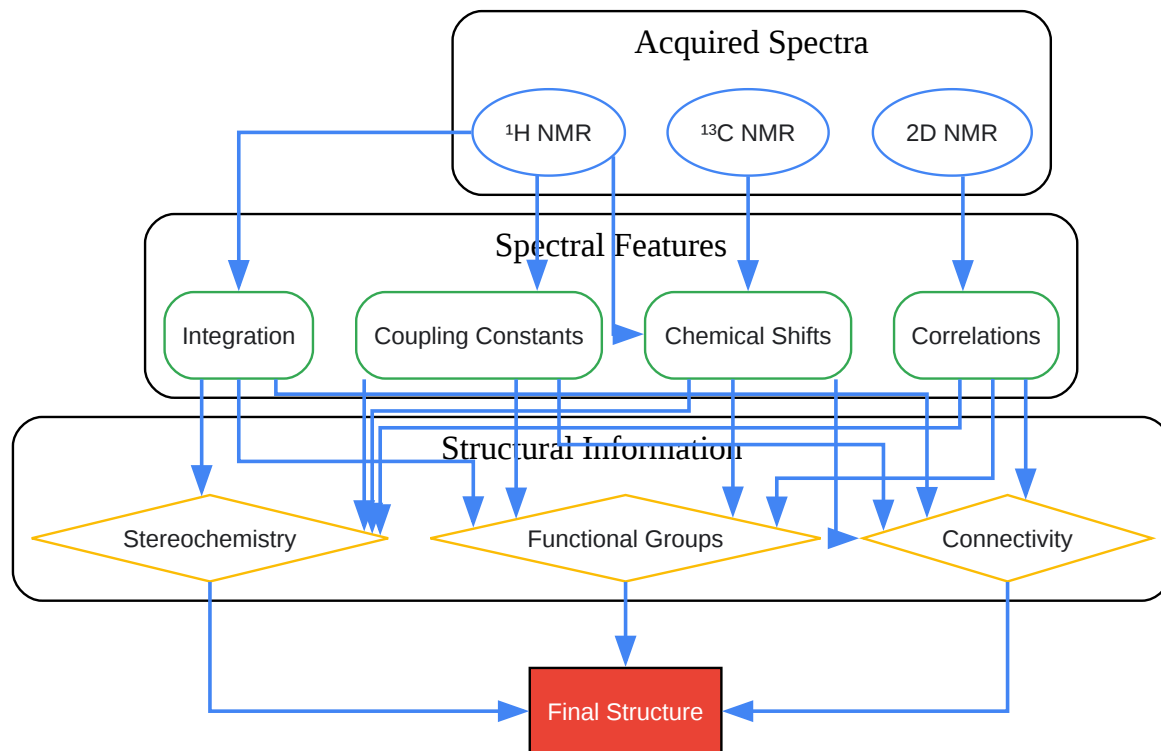 Acquired Spectra
¹H NMR
¹³C NMR
2D NMR
Spectral Features
Integration
Coupling Constants
Chemical Shifts
Correlations
Structural Information
Stereochemistry
Functional Groups
Connectivity
Final Structure